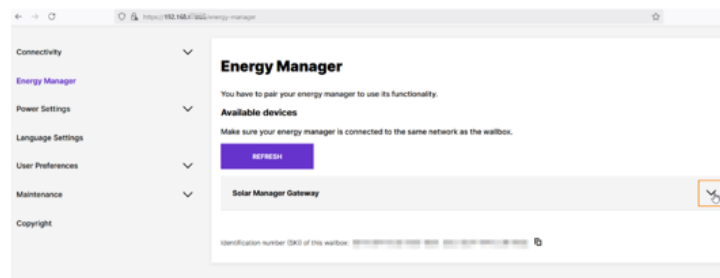 https://192.168. energy-manager
Connectivity
Energy Manager
Power Settings
Language Settings
User Preferences
Maintenance
Copyright
Energy Manager
You have to pair your energy manager to use its functionality.
Available devices
Make sure your energy manager is connected to the same network as the wallbox.
REFRESH
Solar Manager Gateway
Identification number (SKI) of this wallbox: